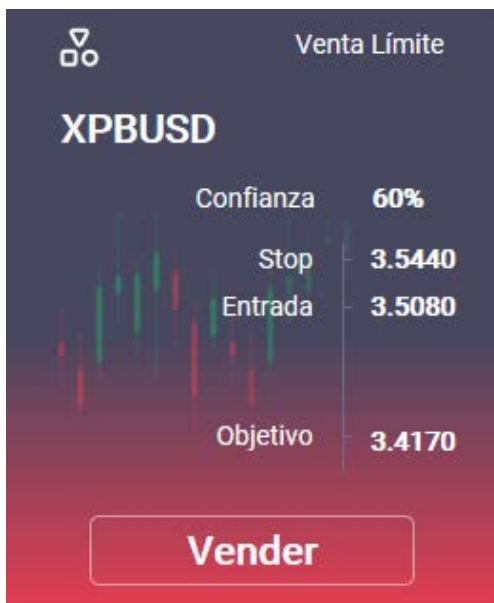 Venta Límite
XPBUSD
Confianza 60%
Stop 3.5440
Entrada 3.5080
Objetivo 3.4170
Vender